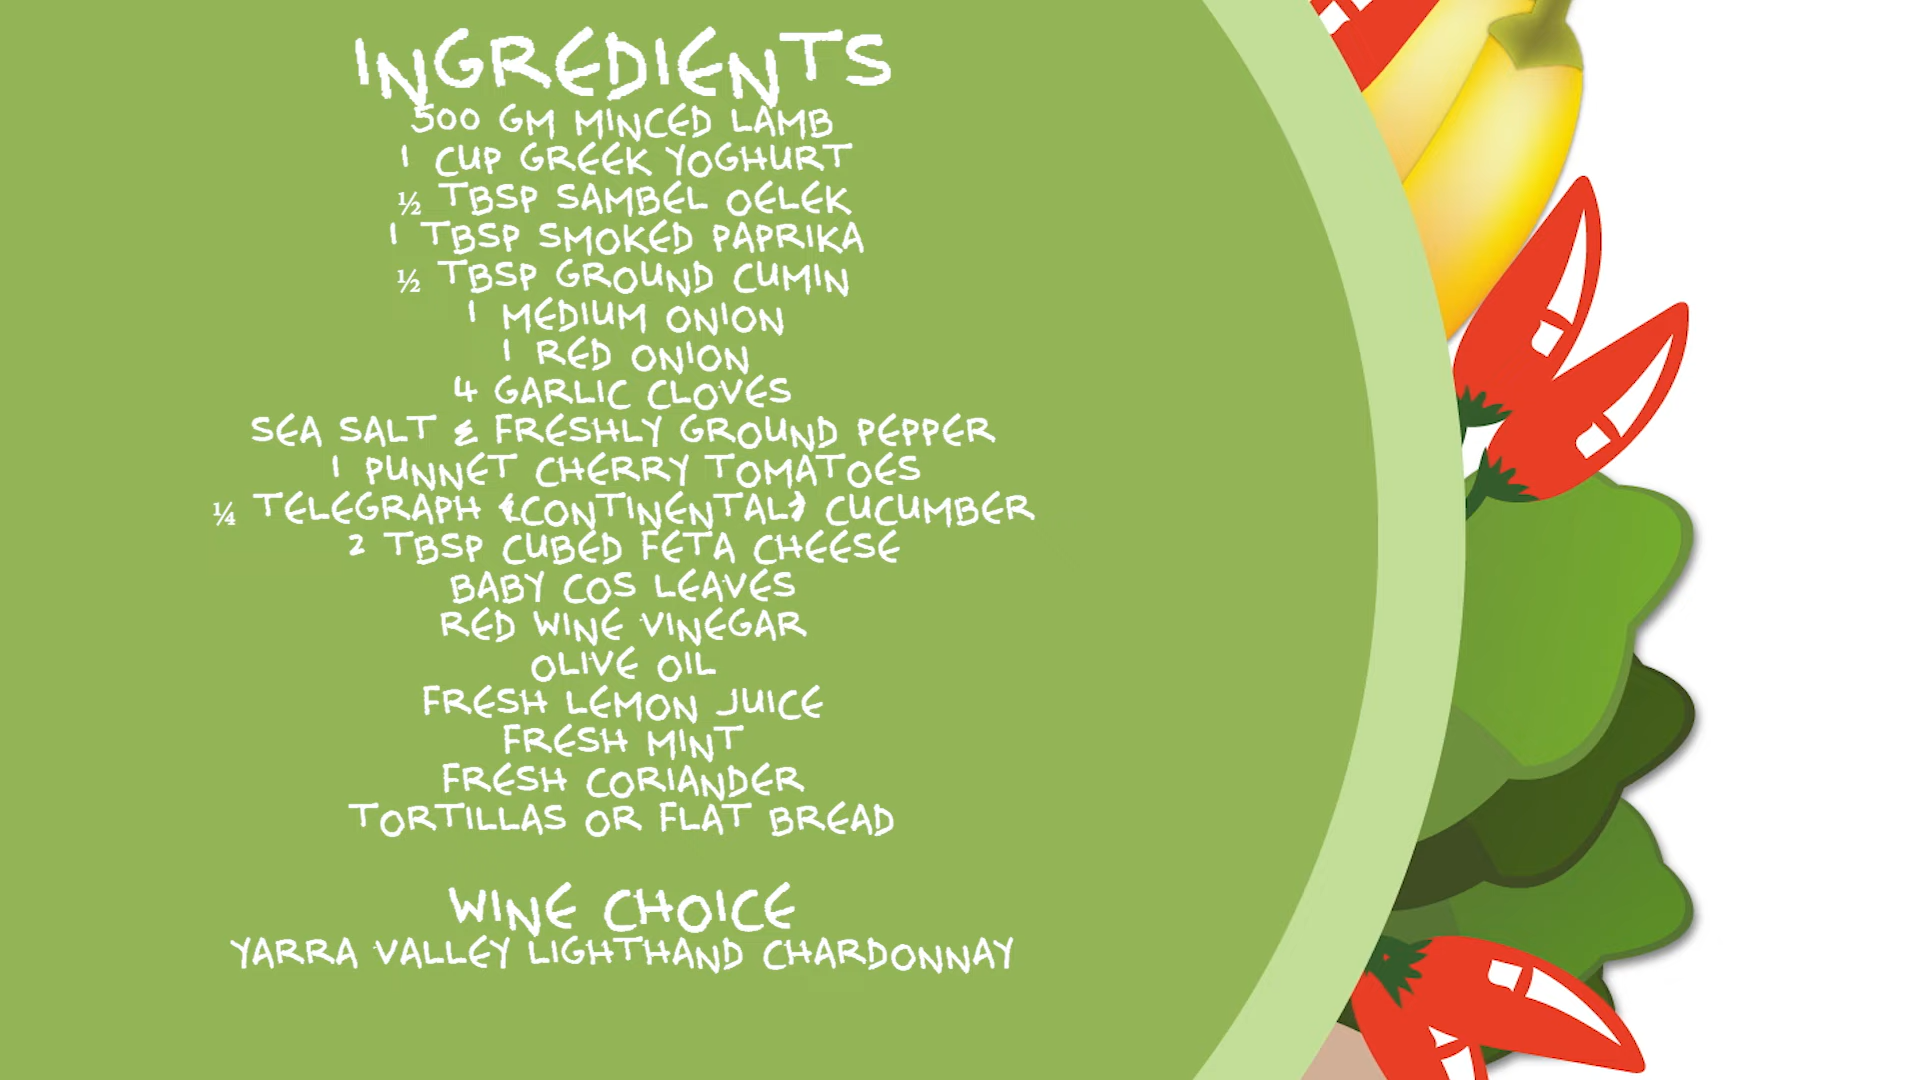 INGREDIENTS
500 GM MINCED LAMB
1 CUP GREEK YOGHURT
½ TBSP SAMBEL OELEK
1 TBSP SMOKED PAPRIKA
½ TBSP GROUND CUMIN
1 MEDIUM ONION
1 RED ONION
4 GARLIC CLOVES
SEA SALT & FRESHLY GROUND PEPPER
1 PUNNET CHERRY TOMATOES
¼ TELEGRAPH {CONTINENTAL} CUCUMBER
2 TBSP CUBED FETA CHEESE
BABY COS LEAVES
RED WINE VINEGAR
OLIVE OIL
FRESH LEMON JUICE
FRESH MINT
FRESH CORIANDER
TORTILLAS OR FLAT BREAD
WINE CHOICE
YARRA VALLEY LIGHTHAND CHARDONNAY